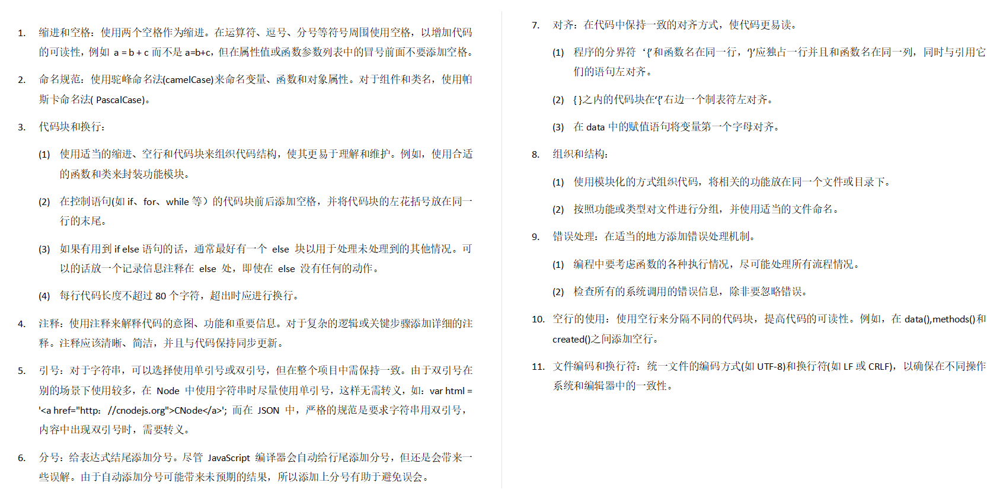 1. 缩进和空格：使用两个空格作为缩进。在运算符、逗号、分号等符号周围使用空格，以增加代码
的可读性，例如 a = b + c 而不是 a=b+c，但在属性值或函数参数列表中的冒号前面不要添加空格。
2. 命名规范：使用驼峰命名法(camelCase)来命名变量、函数和对象属性。对于组件和类名，使用帕
斯卡命名法( PascalCase)。
3. 代码块和换行：
(1) 使用适当的缩进、空行和代码块来组织代码结构，使其更易于理解和维护。例如，使用合适
的函数和类来封装功能模块。
(2) 在控制语句(如 if、for、while 等）的代码块前后添加空格，并将代码块的左花括号放在同一
行的末尾。
(3) 如果有用到 if else 语句的话，通常最好有一个 else 块以用于处理未处理到的其他情况。可
以的话放一个记录信息注释在 else 处，即使在 else 没有任何的动作。
(4) 每行代码长度不超过 80 个字符，超出时应进行换行。
4. 注释：使用注释来解释代码的意图、功能和重要信息。对于复杂的逻辑或关键步骤添加详细的注
释。注释应该清晰、简洁，并且与代码保持同步更新。
5. 引号：对于字符串，可以选择使用单引号或双引号，但在整个项目中需保持一致。由于双引号在
别的场景下使用较多，在 Node 中使用字符串时尽量使用单引号，这样无需转义，如：var html =
'<a href="http：//cnodejs.org">CNode</a>'; 而在 JSON 中，严格的规范是要求字符串用双引号，
内容中出现双引号时，需要转义。
6. 分号：给表达式结尾添加分号。尽管 JavaScript 编译器会自动给行尾添加分号，但还是会带来一
些误解。由于自动添加分号可能带来未预期的结果，所以添加上分号有助于避免误会。
7. 对齐：在代码中保持一致的对齐方式，使代码更易读。
(1) 程序的分界符‘{’和函数名在同一行，‘}’应独占一行并且和函数名在同一列，同时与引用它
们的语句左对齐。
(2) { }之内的代码块在‘{’右边一个制表符左对齐。
(3) 在 data 中的赋值语句将变量第一个字母对齐。
8. 组织和结构：
(1) 使用模块化的方式组织代码，将相关的功能放在同一个文件或目录下。
(2) 按照功能或类型对文件进行分组，并使用适当的文件命名。
9. 错误处理：在适当的地方添加错误处理机制。
(1) 编程中要考虑函数的各种执行情况，尽可能处理所有流程情况。
(2) 检查所有的系统调用的错误信息，除非要忽略错误。
10. 空行的使用：使用空行来分隔不同的代码块，提高代码的可读性。例如，在 data(),methods()和
created()之间添加空行。
11. 文件编码和换行符：统一文件的编码方式(如 UTF-8)和换行符(如 LF 或 CRLF)，以确保在不同操作
系统和编辑器中的一致性。